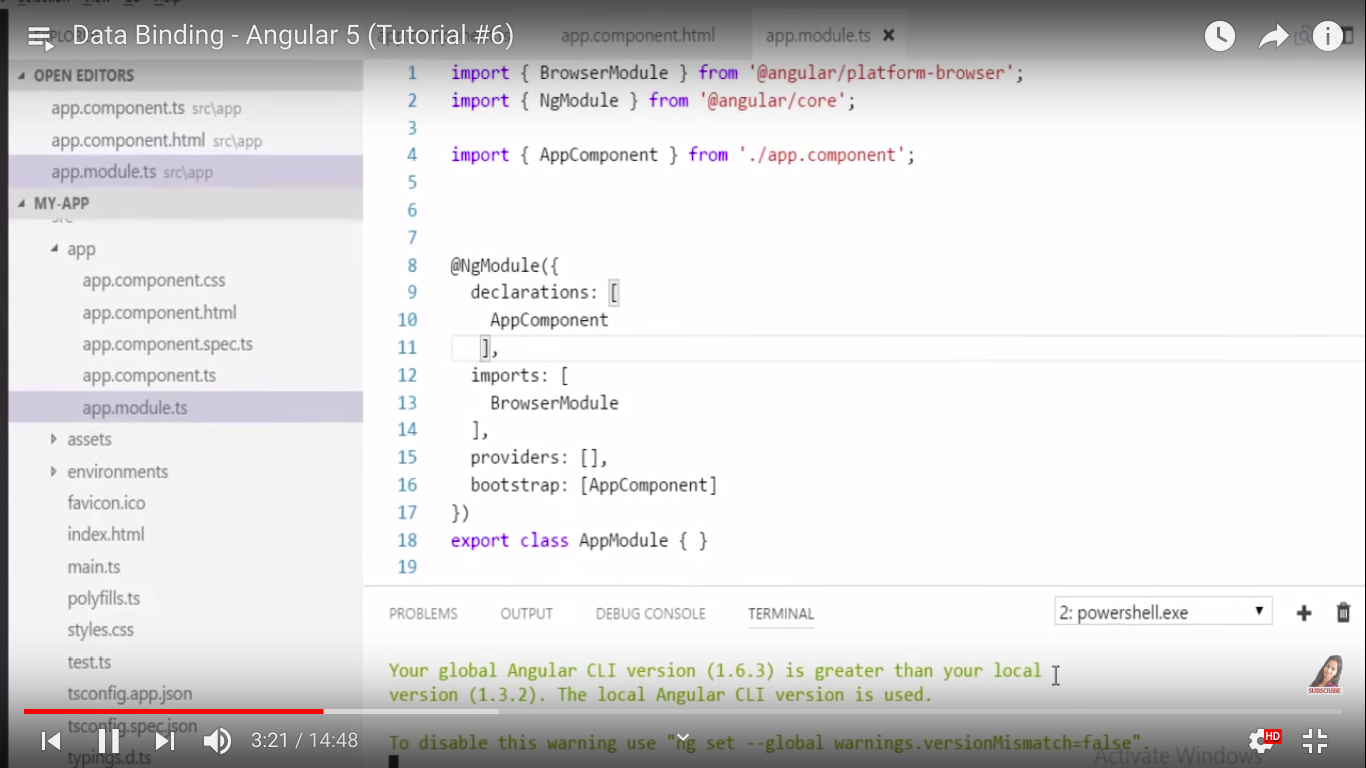 Selection View Go Help
Data Binding - Angular 5 (Tutorial #6)
app.component.html
app.module.ts
OPEN EDITORS
app.component.ts src\app
app.component.html src\app
app.module.ts src\app
MY-APP
src
app
app.component.css
app.component.html
app.component.spec.ts
app.component.ts
app.module.ts
assets
environments
favicon.ico
index.html
main.ts
polyfills.ts
styles.css
test.ts
tsconfig.app.json
tsconfig.spec.json
typings.d.ts
1 import { BrowserModule } from '@angular/platform-browser';
2 import { NgModule } from '@angular/core';
3
4 import { AppComponent } from './app.component';
5
6
7
8 @NgModule({
9 declarations: [
10 AppComponent
11 ],
12 imports: [
13 BrowserModule
14 ],
15 providers: [],
16 bootstrap: [AppComponent]
17 })
18 export class AppModule { }
19
PROBLEMS OUTPUT DEBUG CONSOLE TERMINAL
2: powershell.exe
Your global Angular CLI version (1.6.3) is greater than your local
version (1.3.2). The local Angular CLI version is used.
To disable this warning use "ng set --global warnings.versionMismatch=false".
SUBSCRIBE
3:21 / 14:48
HD
Activate Windows